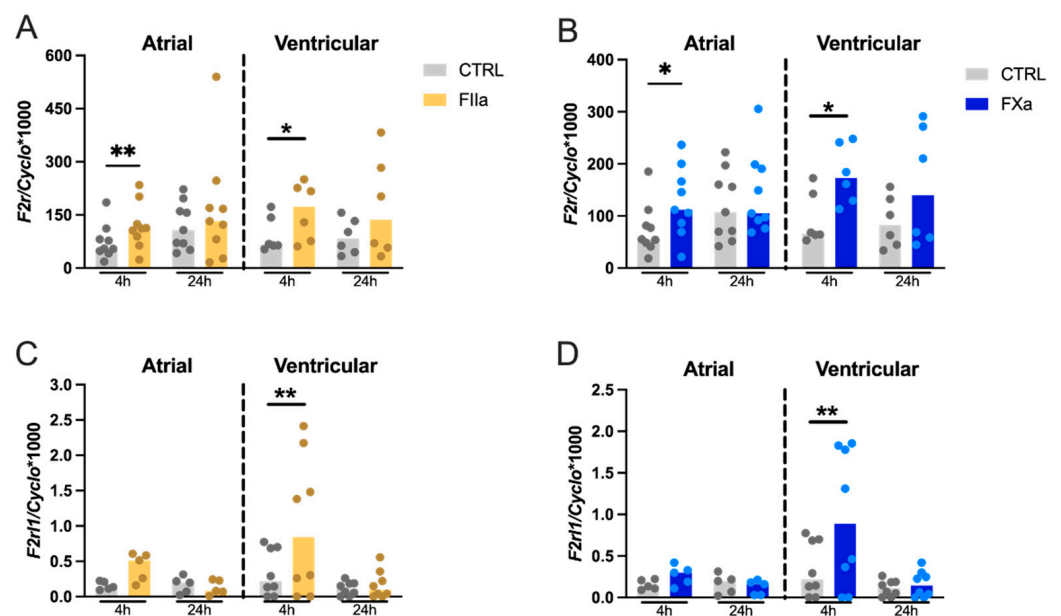 A
Atrial
Ventricular
CTRL
FIIa
F2r/Cyclo*1000
600
450
300
150
0
**
*
4h
24h
4h
24h
B
Atrial
Ventricular
CTRL
FXa
F2r/Cyclo*1000
400
300
200
100
0
*
*
4h
24h
4h
24h
C
Atrial
Ventricular
F2rl1/Cyclo*1000
3.0
2.5
2.0
1.5
1.0
0.5
0.0
**
4h
24h
4h
24h
D
Atrial
Ventricular
F2rl1/Cyclo*1000
2.5
2.0
1.5
1.0
0.5
0.0
**
4h
24h
4h
24h